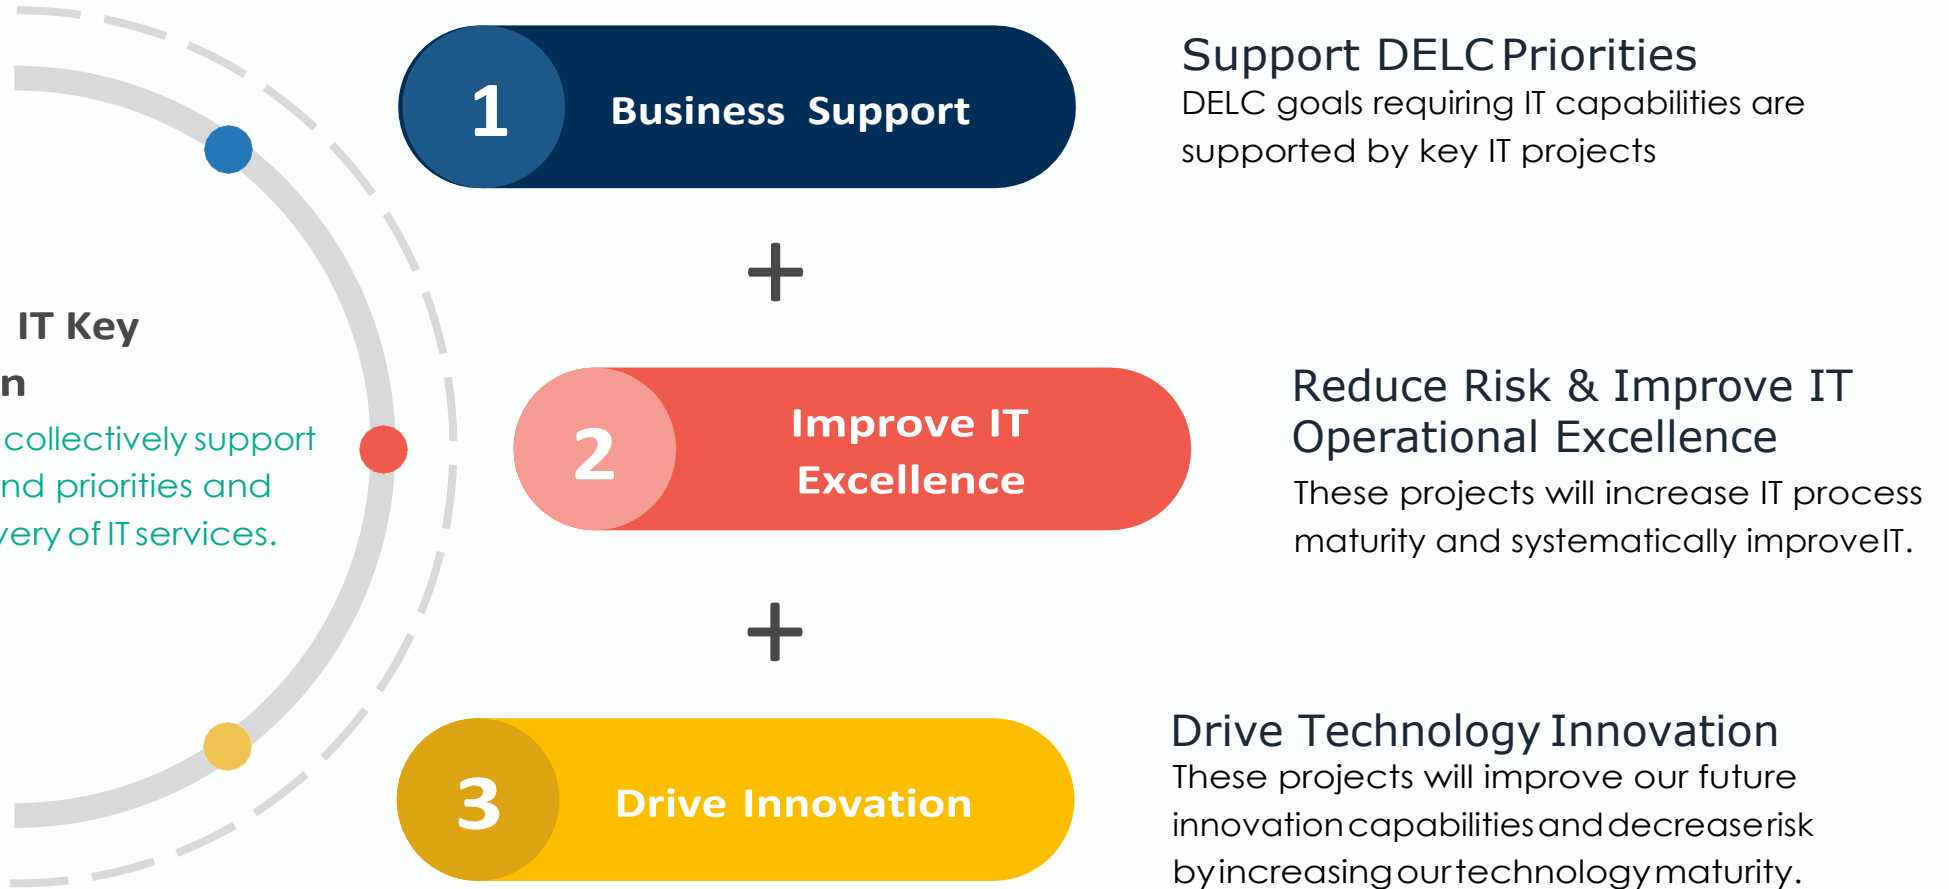 IT Key
n
collectively support
nd priorities and
very of IT services.
1
Business Support
Support DELC Priorities
DELC goals requiring IT capabilities are
supported by key IT projects
+
2
Improve IT
Excellence
Reduce Risk & Improve IT
Operational Excellence
These projects will increase IT process
maturity and systematically improve IT.
+
3
Drive Innovation
Drive Technology Innovation
These projects will improve our future
innovation capabilities and decrease risk
by increasing our technology maturity.